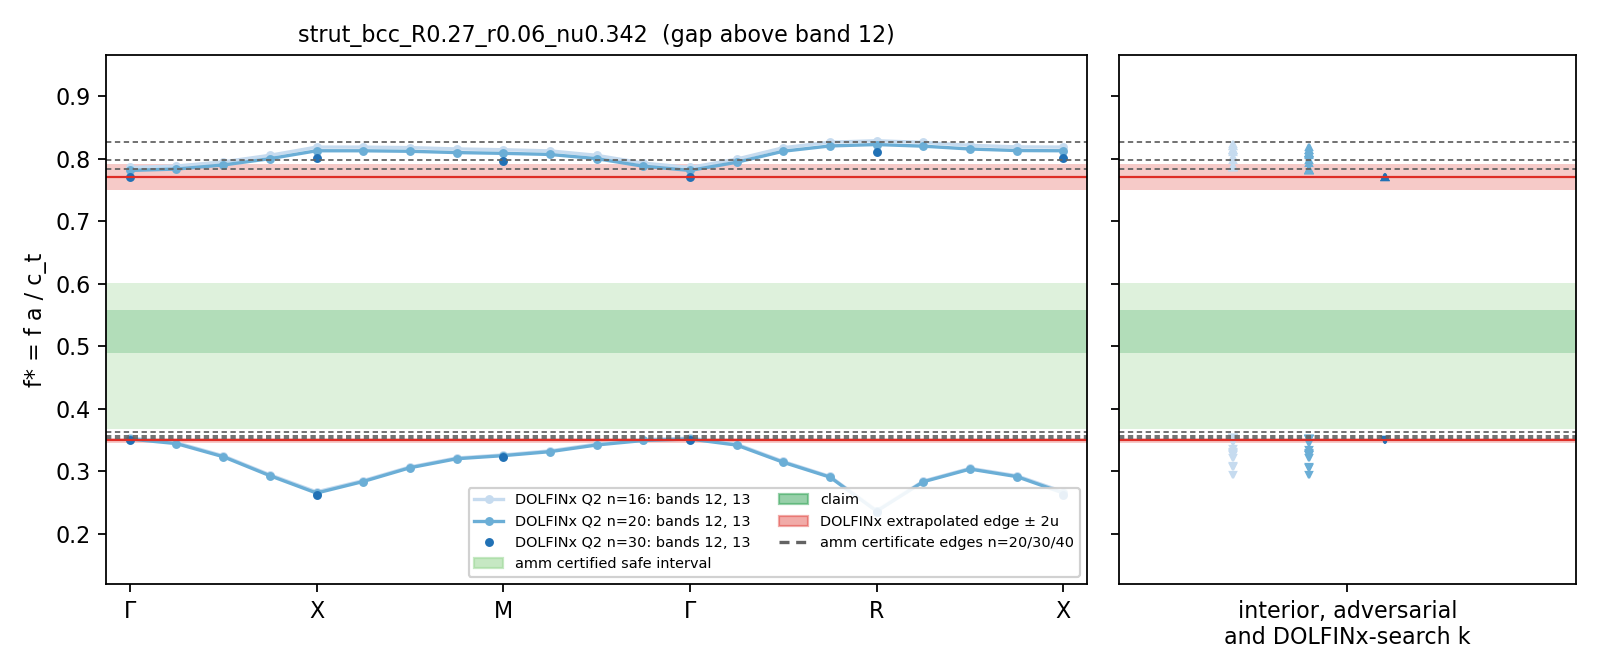 strut_bcc_R0.27_r0.06_nu0.342  (gap above band 12)
f* = f a / c_t
0.9
0.8
0.7
0.6
0.5
0.4
0.3
0.2
DOLFINx Q2 n=16: bands 12, 13
DOLFINx Q2 n=20: bands 12, 13
DOLFINx Q2 n=30: bands 12, 13
amm certified safe interval
claim
DOLFINx extrapolated edge ± 2u
amm certificate edges n=20/30/40
Γ X M Γ R X
interior, adversarial
and DOLFINx-search k